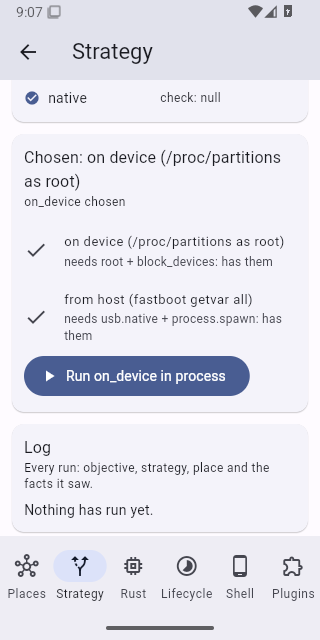 9:07
Strategy
native check: null
Chosen: on device (/proc/partitions
as root)
on_device chosen
on device (/proc/partitions as root)
needs root + block_devices: has them
from host (fastboot getvar all)
needs usb.native + process.spawn: has
them
Run on_device in process
Log
Every run: objective, strategy, place and the
facts it saw.
Nothing has run yet.
Places Strategy Rust Lifecycle Shell Plugins